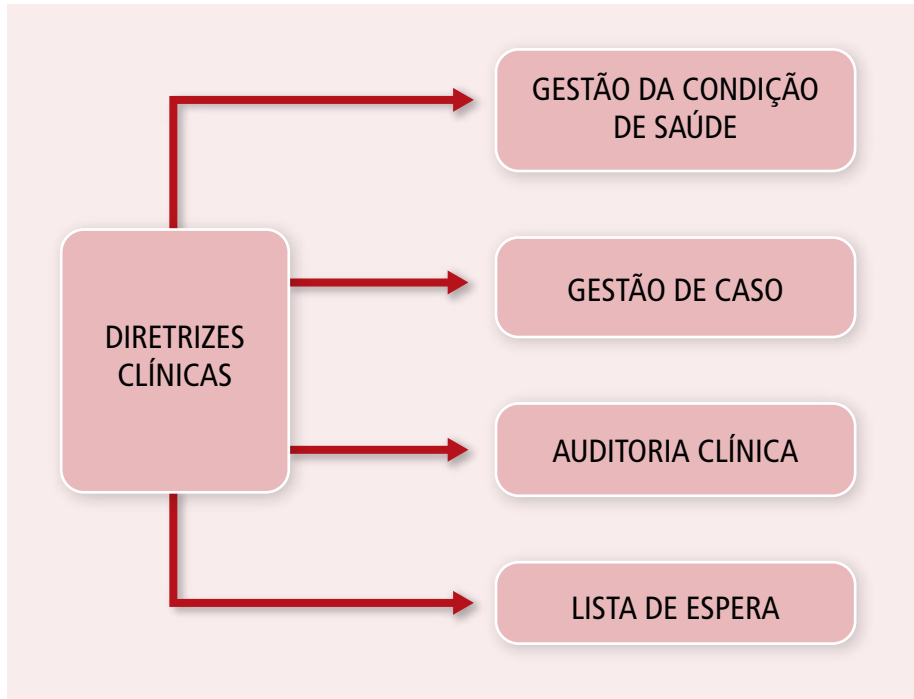 GESTÃO DA CONDIÇÃO
DE SAÚDE
DIRETRIZES
CLÍNICAS
GESTÃO DE CASO
AUDITORIA CLÍNICA
LISTA DE ESPERA